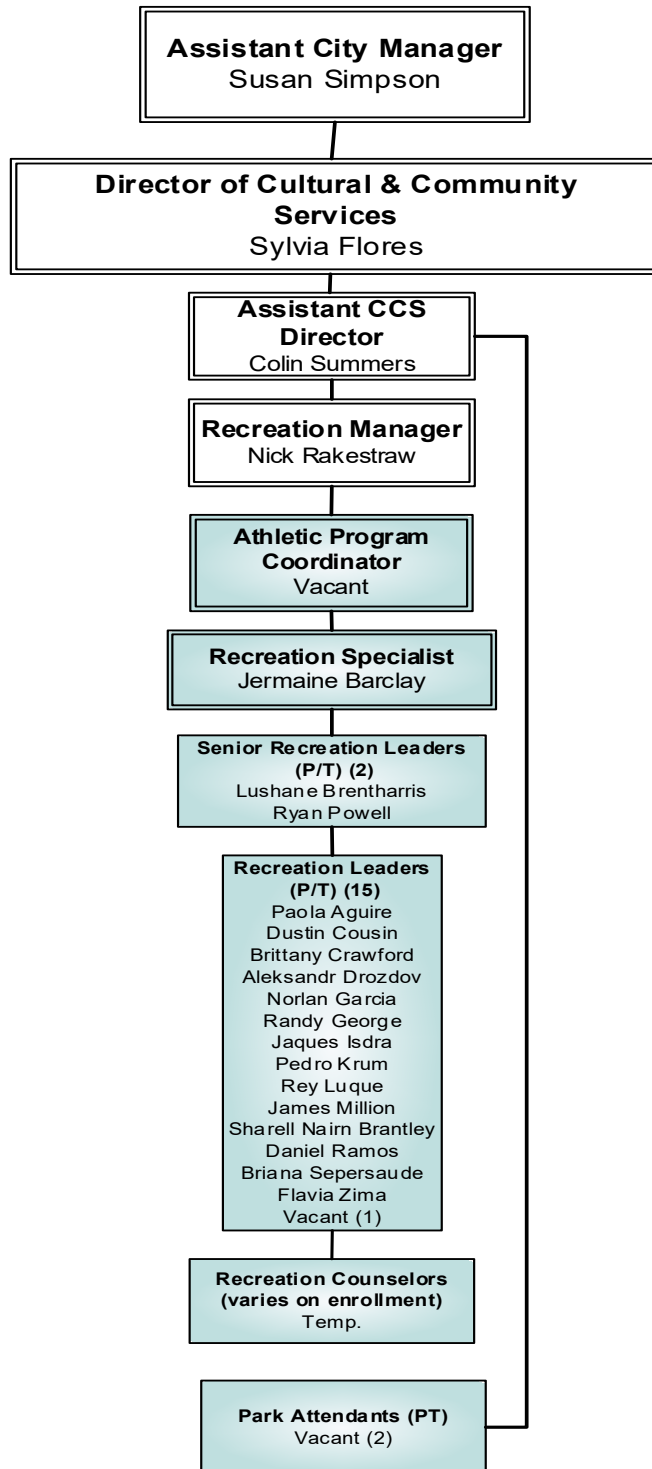 Assistant City Manager
Susan Simpson
Director of Cultural & Community
Services
Sylvia Flores
Assistant CCS
Director
Colin Summers
Recreation Manager
Nick Rakestraw
Athletic Program
Coordinator
Vacant
Recreation Specialist
Jermaine Barclay
Senior Recreation Leaders
(P/T) (2)
Lushane Brentharris
Ryan Powell
Recreation Leaders
(P/T) (15)
Paola Aguire
Dustin Cousin
Brittany Crawford
Aleksandr Drozdov
Norlan Garcia
Randy George
Jaques Isdra
Pedro Krum
Rey Luque
James Million
Sharell Nairn Brantley
Daniel Ramos
Briana Sepersaude
Flavia Zima
Vacant (1)
Recreation Counselors
(varies on enrollment)
Temp.
Park Attendants (PT)
Vacant (2)